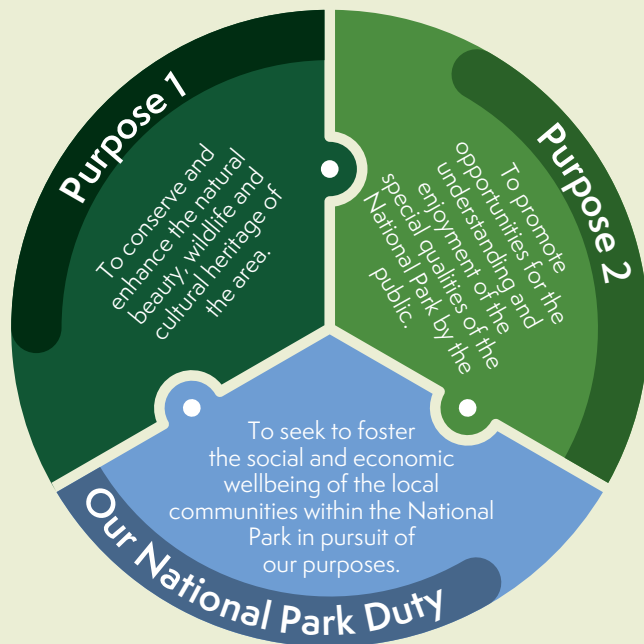 Purpose 1
To conserve and
enhance the natural
beauty, wildlife and
cultural heritage of
the area.
Purpose 2
To promote
opportunities for the
understanding and
enjoyment of the
special qualities of the
National Park by the
public.
To seek to foster
the social and economic
wellbeing of the local
communities within the National
Park in pursuit of
our purposes.
Our National Park Duty